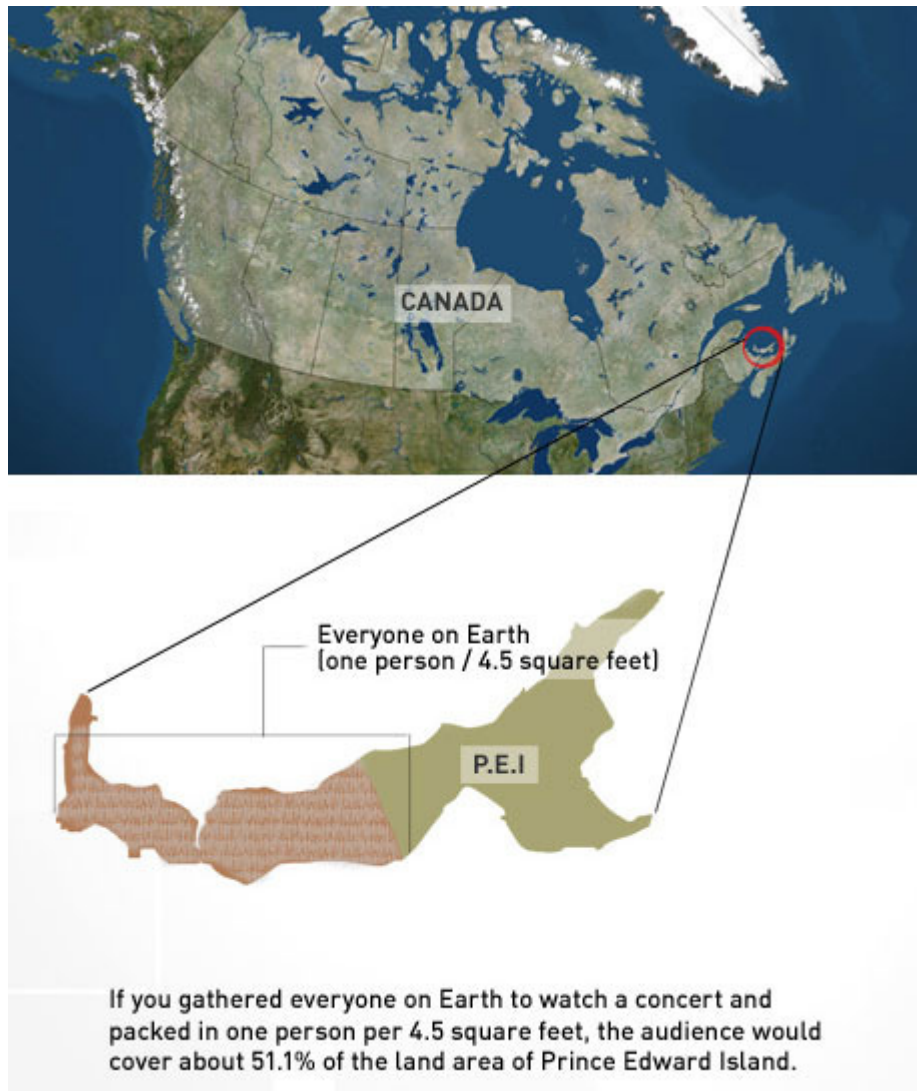 CANADA
Everyone on Earth
(one person / 4.5 square feet)
P.E.I
If you gathered everyone on Earth to watch a concert and
packed in one person per 4.5 square feet, the audience would
cover about 51.1% of the land area of Prince Edward Island.